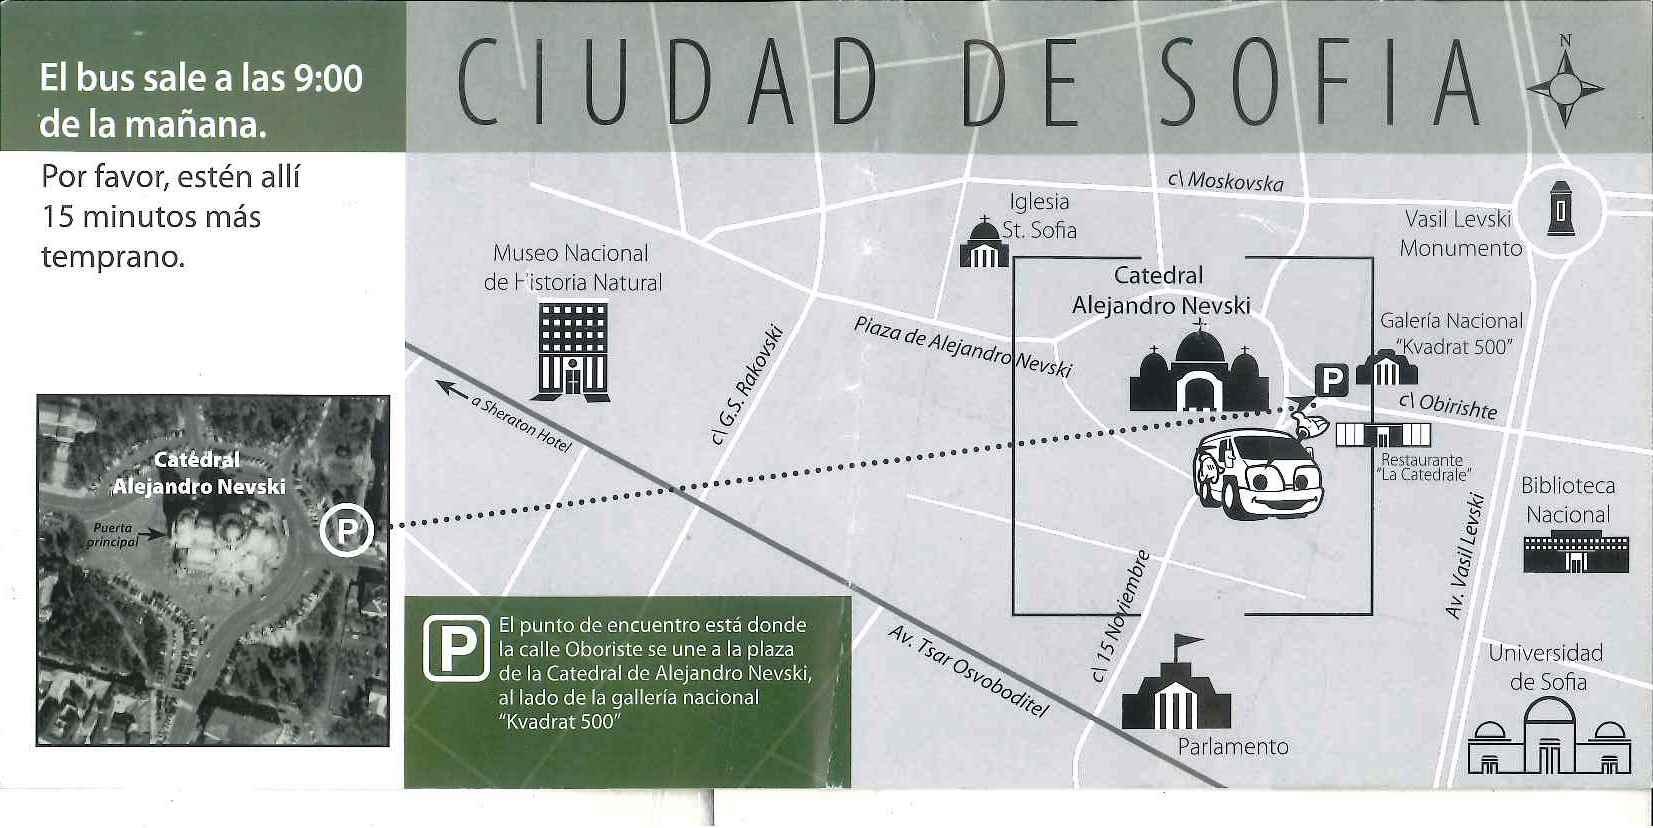 El bus sale a las 9:00
de la mañana.
Por favor, estén allí
15 minutos más
temprano.
Catedral
Alejandro Nevski
Puerta
principal
P
CIUDAD DE SOFIA
N
c\ Moskovska
Iglesia
St. Sofia
Vasil Levski
Monumento
Museo Nacional
de Historia Natural
Catedral
Alejandro Nevski
Galería Nacional
“Kvadrat 500”
Plaza de Alejandro Nevski
P
c\ G.S. Rakovski
c\ Obirishte
a Sheraton Hotel
Restaurante
“La Catedrale”
Biblioteca
Nacional
Av. Vasil Levski
c\ 15 Noviembre
Av. Tsar Osvoboditel
Universidad
de Sofia
Parlamento
P
El punto de encuentro está donde
la calle Oboriste se une a la plaza
de la Catedral de Alejandro Nevski,
al lado de la gallería nacional
“Kvadrat 500”